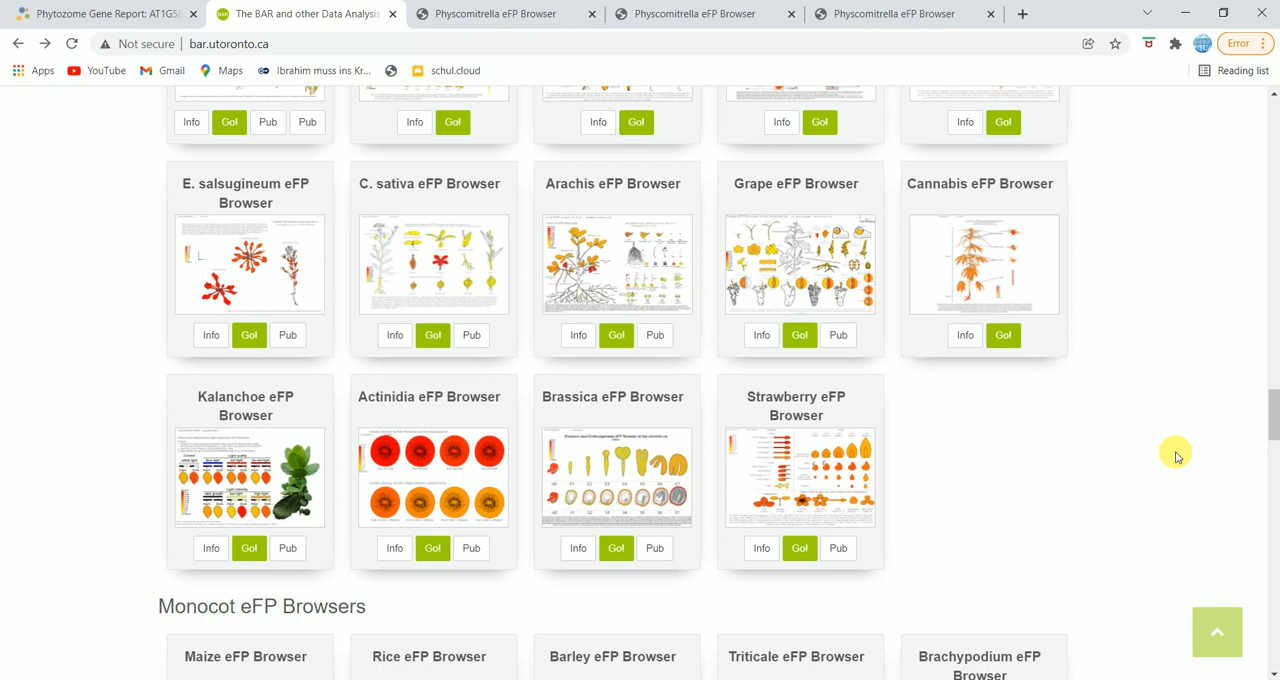 Phytozome Gene Report: AT1G58
The BAR and other Data Analysis
Physcomitrella eFP Browser
Physcomitrella eFP Browser
Physcomitrella eFP Browser
Not secure
bar.utoronto.ca
Error
Apps
YouTube
Gmail
Maps
Ibrahim muss ins Kr...
schul.cloud
Reading list
Info Go! Pub Pub
Info Go!
Info Go!
Info Go!
Info Go!
E. salsugineum eFP
Browser
C. sativa eFP Browser
Arachis eFP Browser
Grape eFP Browser
Cannabis eFP Browser
Info Go! Pub
Info Go! Pub
Info Go! Pub
Info Go! Pub
Info Go!
Kalanchoe eFP
Browser
Actinidia eFP Browser
Brassica eFP Browser
Strawberry eFP
Browser
Info Go! Pub
Info Go! Pub
Info Go! Pub
Info Go! Pub
Monocot eFP Browsers
Maize eFP Browser
Rice eFP Browser
Barley eFP Browser
Triticale eFP Browser
Brachypodium eFP
Browser